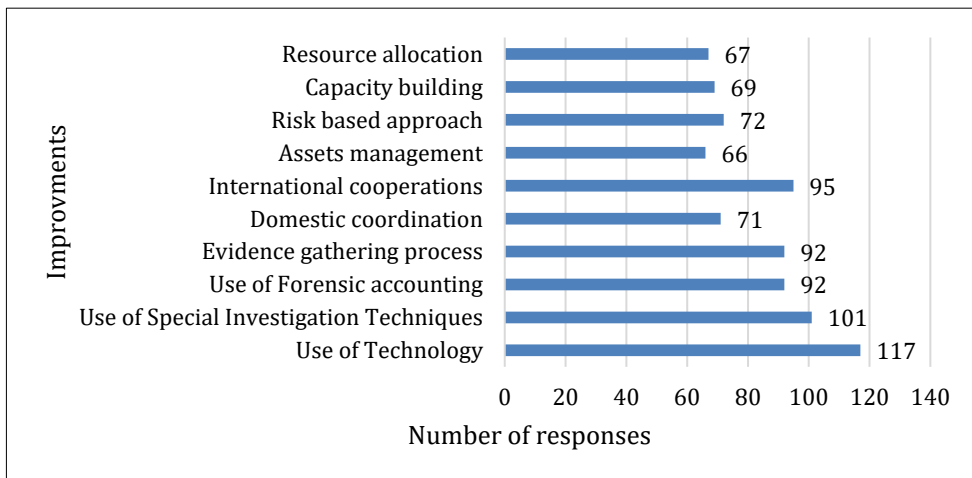 Improvments
Resource allocation 67
Capacity building 69
Risk based approach 72
Assets management 66
International cooperations 95
Domestic coordination 71
Evidence gathering process 92
Use of Forensic accounting 92
Use of Special Investigation Techniques 101
Use of Technology 117
0 20 40 60 80 100 120 140
Number of responses